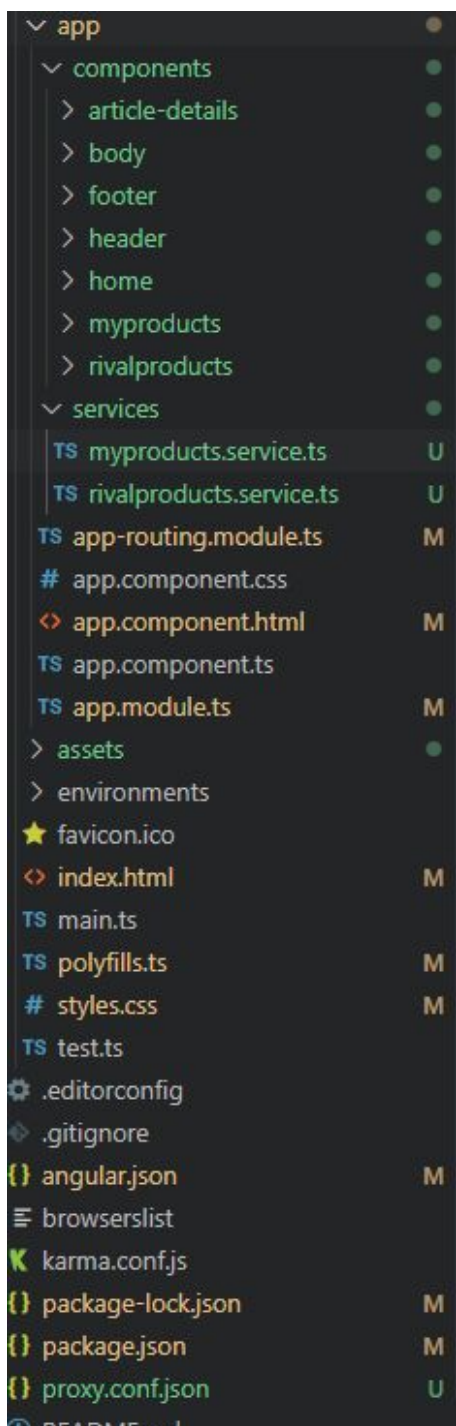 app
components
article-details
body
footer
header
home
myproducts
rivalproducts
services
TS myproducts.service.ts U
TS rivalproducts.service.ts U
TS app-routing.module.ts M
# app.component.css
<> app.component.html M
TS app.component.ts
TS app.module.ts M
assets
environments
favicon.ico
<> index.html M
TS main.ts
TS polyfills.ts M
# styles.css M
TS test.ts
.editorconfig
.gitignore
{} angular.json M
browserslist
K karma.conf.js
{} package-lock.json M
{} package.json M
{} proxy.conf.json U